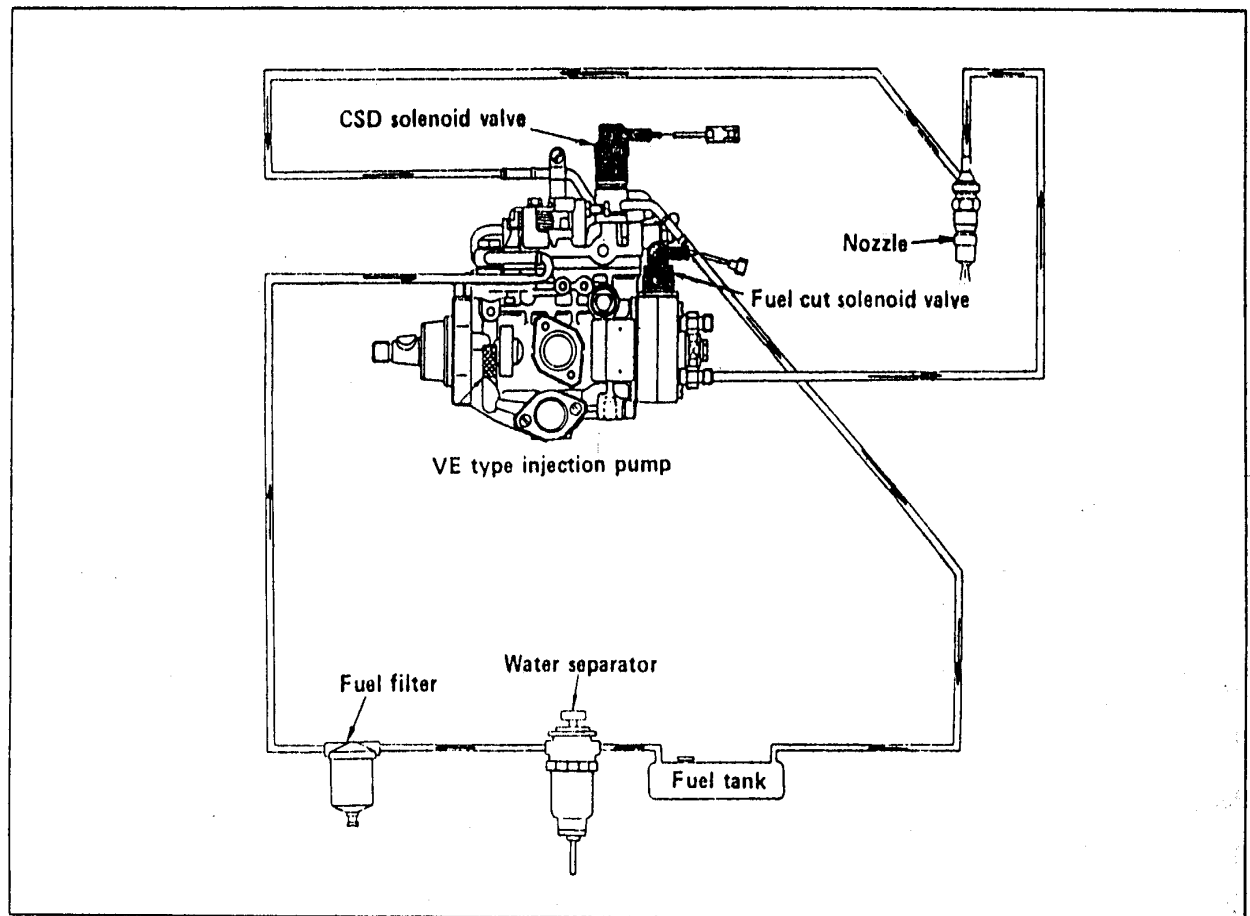 CSD solenoid valve
Nozzle
Fuel cut solenoid valve
VE type injection pump
Water separator
Fuel filter
Fuel tank